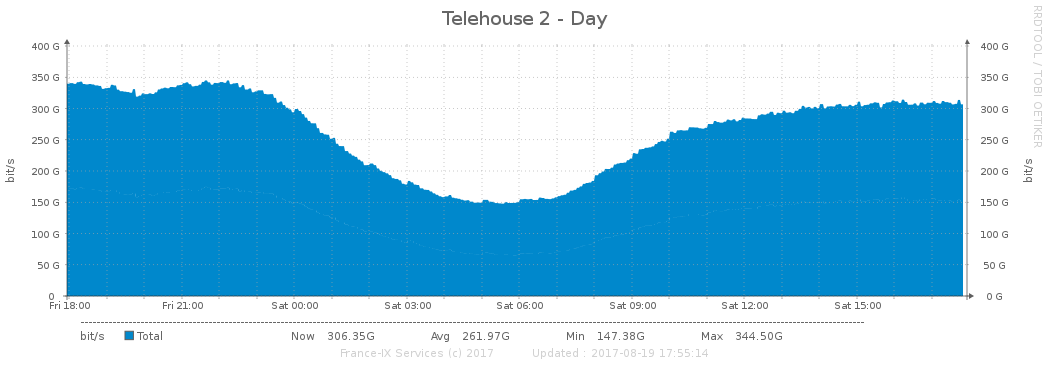 Telehouse 2 - Day
RRDTOOL / TOBI OETIKER
400 G 400 G
350 G 350 G
300 G 300 G
250 G 250 G
200 G 200 G
150 G 150 G
100 G 100 G
50 G 50 G
0 0 G
bit/s bit/s
Fri 18:00 Fri 21:00 Sat 00:00 Sat 03:00 Sat 06:00 Sat 09:00 Sat 12:00 Sat 15:00
bit/s Total Now 306.35G Avg 261.97G Min 147.38G Max 344.50G
France-IX Services (c) 2017 Updated : 2017-08-19 17:55:14